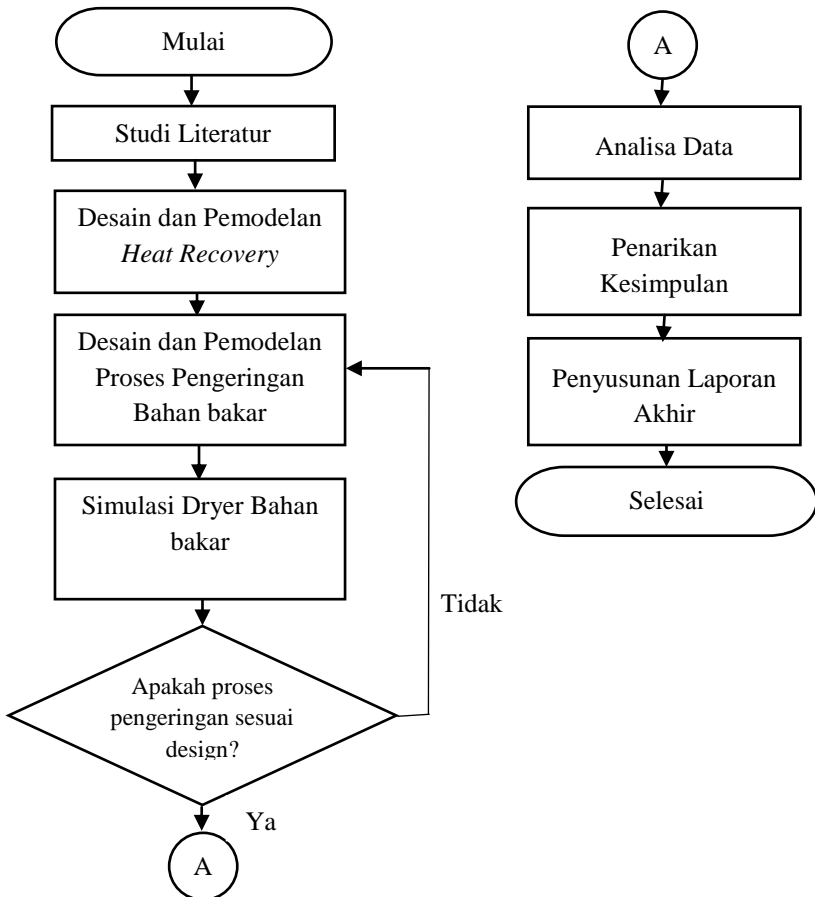 Mulai
Studi Literatur
Desain dan Pemodelan
Heat Recovery
Desain dan Pemodelan
Proses Pengeringan
Bahan bakar
Simulasi Dryer Bahan
bakar
Tidak
Apakah proses
pengeringan sesuai
design?
Ya
A
A
Analisa Data
Penarikan
Kesimpulan
Penyusunan Laporan
Akhir
Selesai